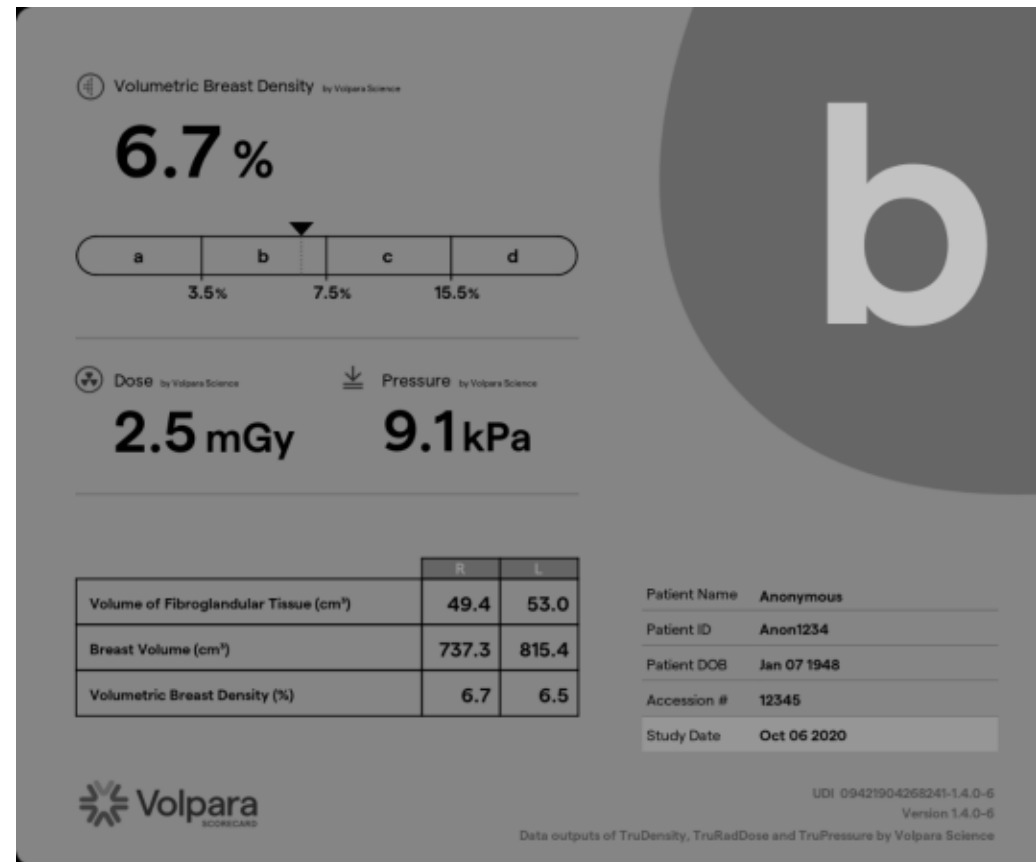 Volumetric Breast Density by Volpara Science
6.7 %
b
a b c d
3.5% 7.5% 15.5%
Dose by Volpara Science Pressure by Volpara Science
2.5 mGy 9.1 kPa
R L
Volume of Fibroglandular Tissue (cm³) 49.4 53.0
Breast Volume (cm³) 737.3 815.4
Volumetric Breast Density (%) 6.7 6.5
Patient Name Anonymous
Patient ID Anon1234
Patient DOB Jan 07 1948
Accession # 12345
Study Date Oct 06 2020
Volpara
SCORECARD
UDI 09421904268241-1.4.0-6
Version 1.4.0-6
Data outputs of TruDensity, TruRadDose and TruPressure by Volpara Science